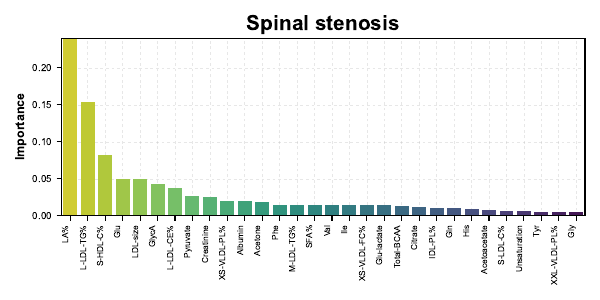 Spinal stenosis
Importance
0.20
0.15
0.10
0.05
0.00
LA%
L-LDL-TG%
S-HDL-C%
Glu
LDL-size
GlycA
L-LDL-CE%
Pyruvate
Creatinine
XS-VLDL-PL%
Albumin
Acetone
Phe
M-LDL-TG%
SFA%
Val
Ile
XS-VLDL-FC%
Glu-lactate
Total-BCAA
Citrate
IDL-PL%
Gln
His
Acetoacetate
S-LDL-C%
Unsaturation
Tyr
XXL-VLDL-PL%
Gly